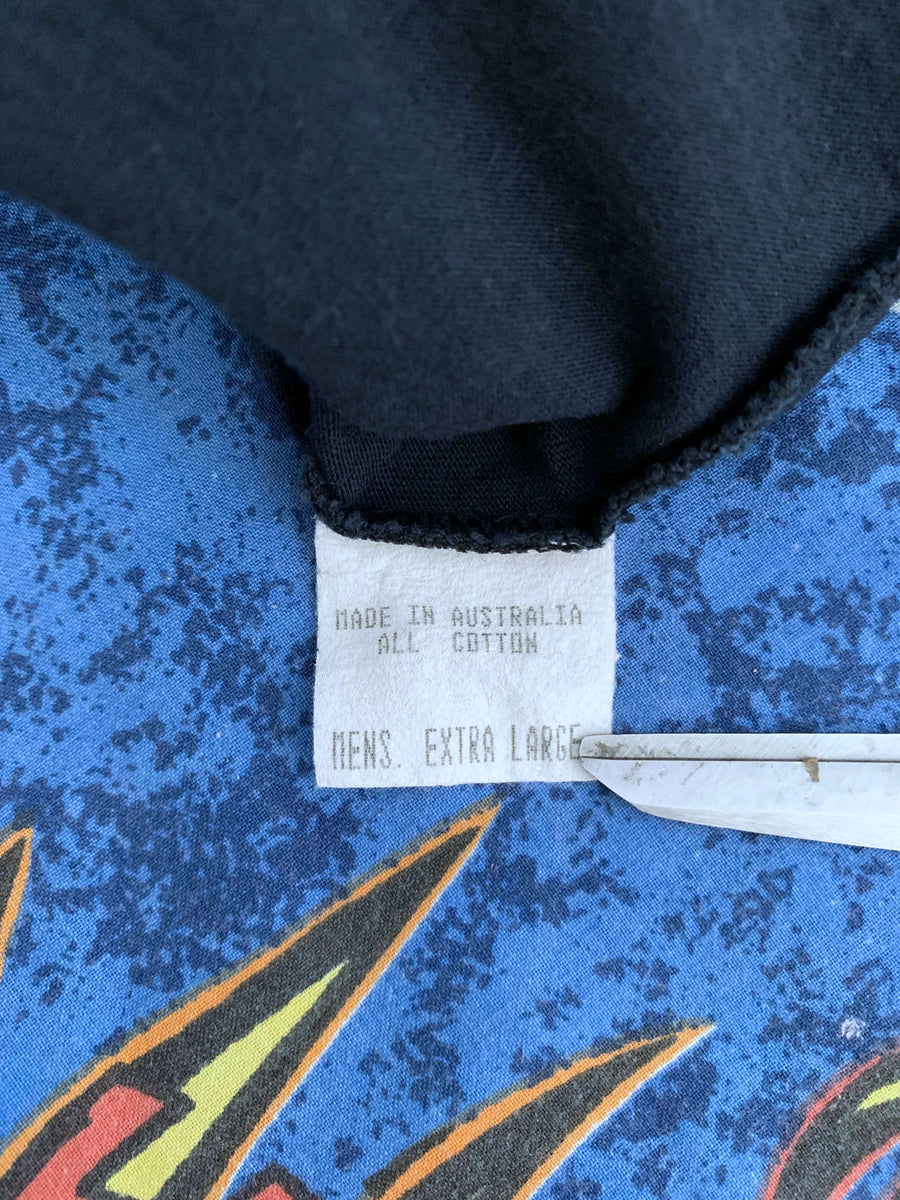 MADE IN AUSTRALIA
ALL COTTON
MENS. EXTRA LARGE